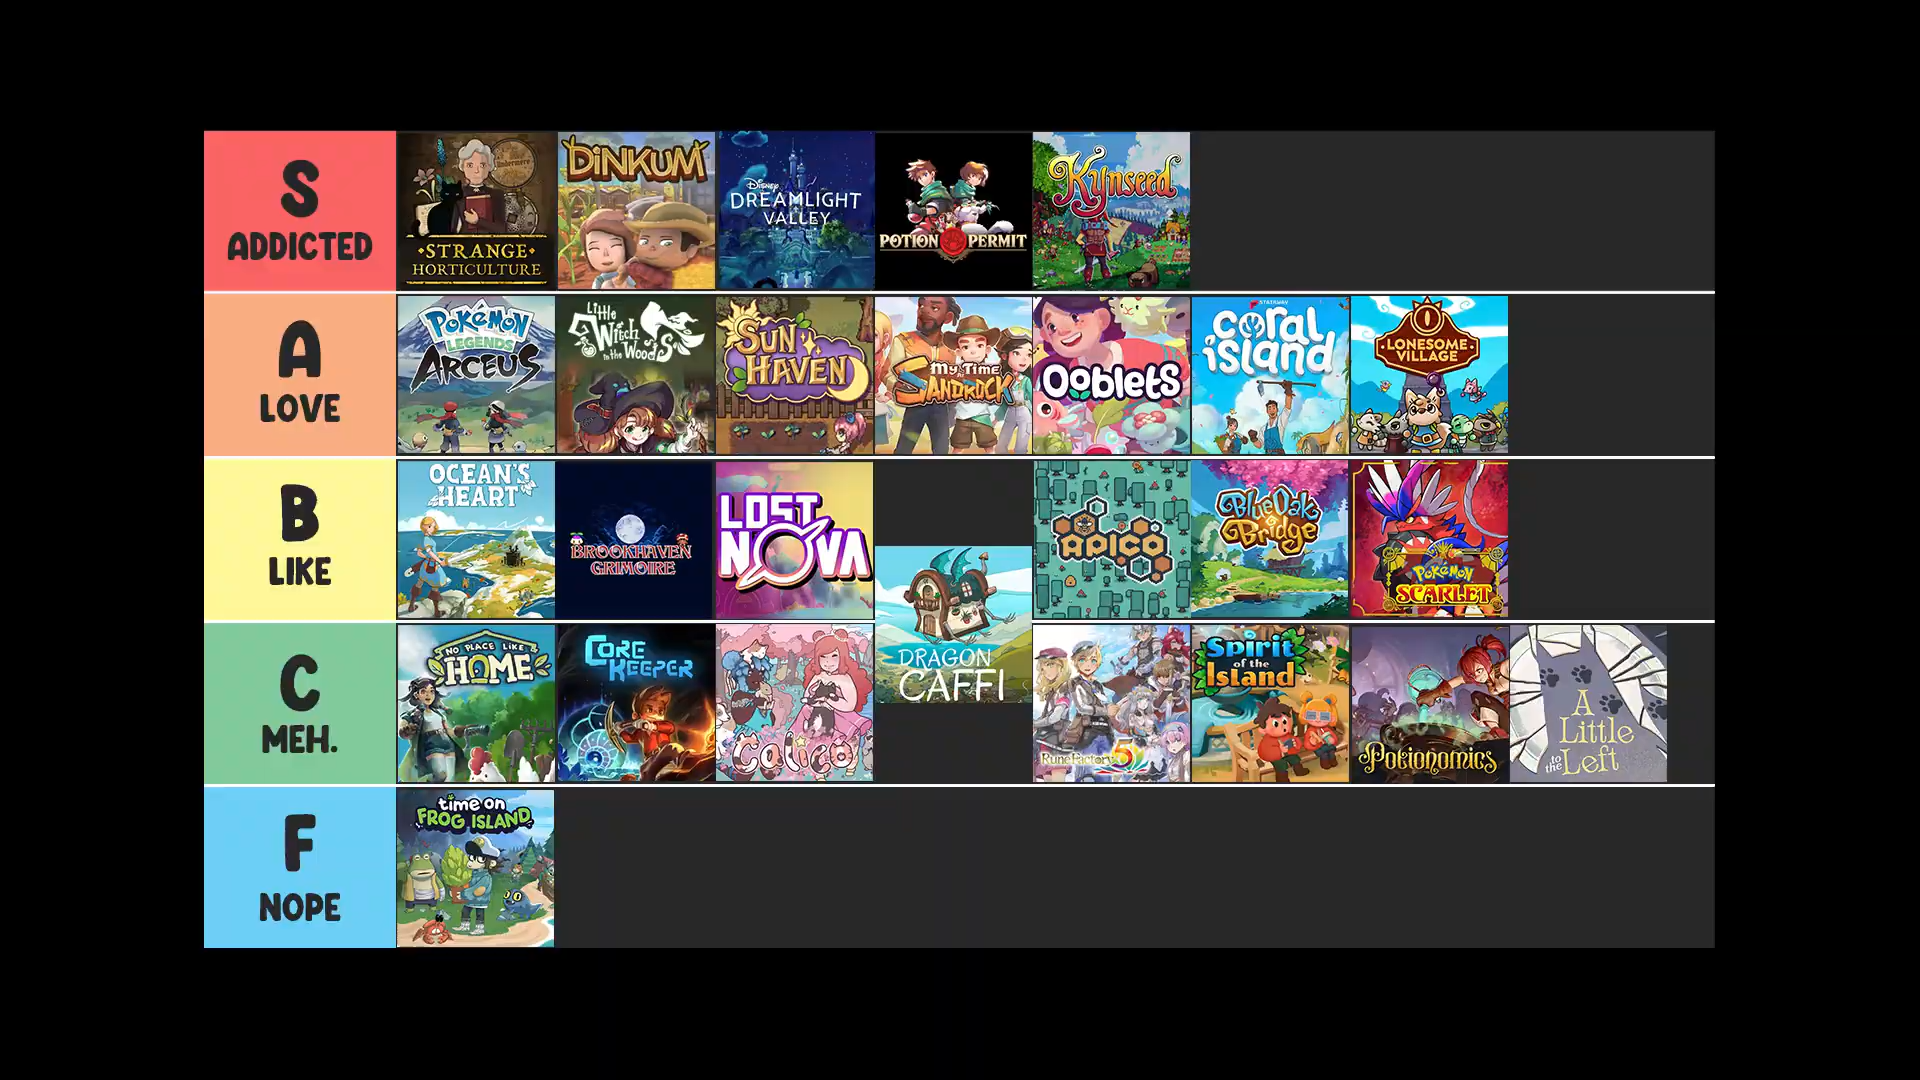 S
ADDICTED
STRANGE
HORTICULTURE
DINKUM
Disney
DREAMLIGHT
VALLEY
POTION PERMIT
Kynseed
A
LOVE
POKÉMON
LEGENDS
ARCEUS
Little
Witch
in the Woods
SUN
HAVEN
My Time
At
SANDROCK
Ooblets
STAIRWAY
coral
island
LONESOME
VILLAGE
B
LIKE
OCEAN'S
HEART
BROOKHAVEN
GRIMOIRE
LOST
NOVA
APICO
Blue Oak
Bridge
POKÉMON
SCARLET
DRAGON
CAFFI
C
MEH.
NO PLACE LIKE
HOME
CORE
KEEPER
Calico
Rune Factory 5
Spirit
of the
Island
Potionomics
A
Little
to the Left
F
NOPE
time on
FROG ISLAND